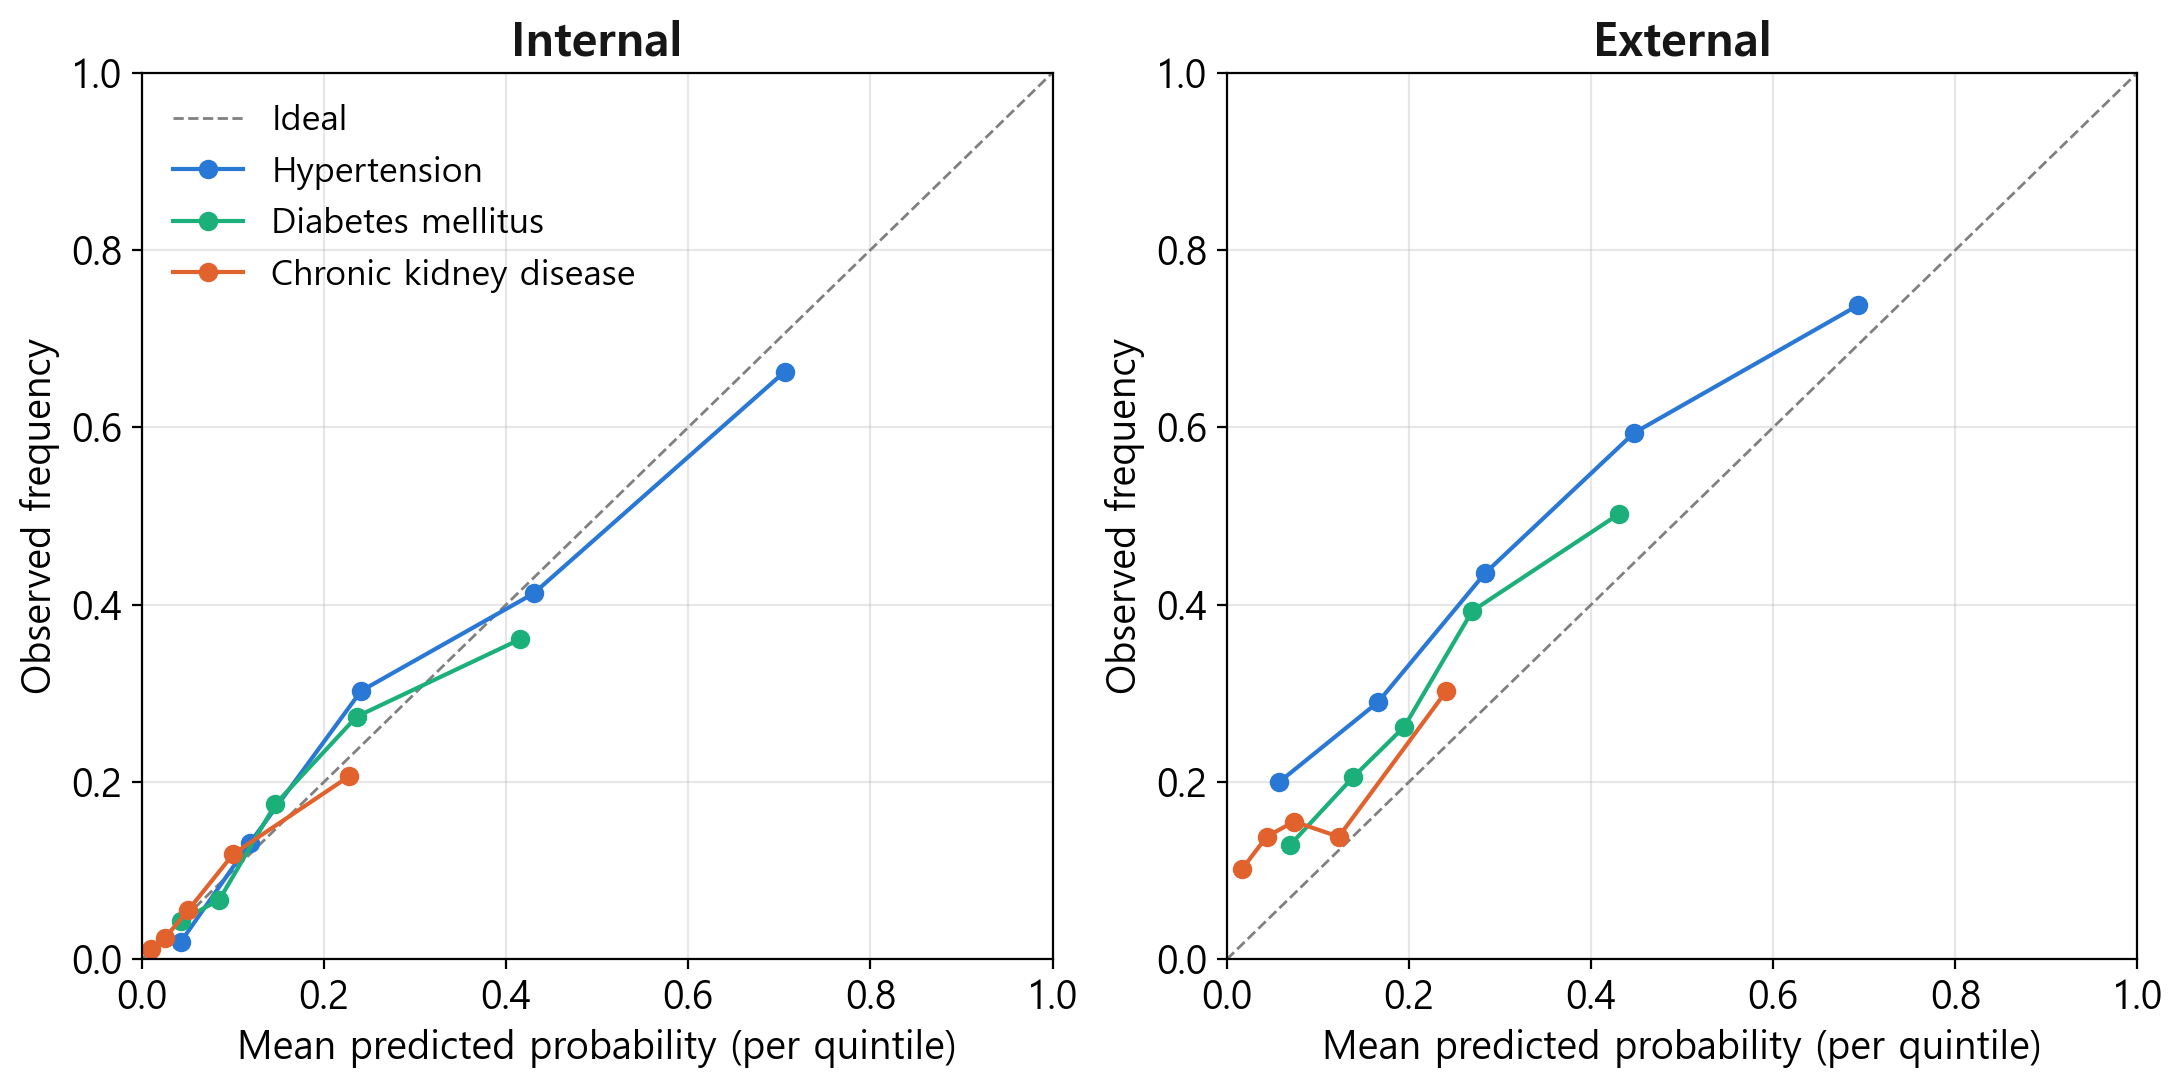 Internal
1.0
0.8
0.6
0.4
0.2
0.0
Observed frequency
Ideal
Hypertension
Diabetes mellitus
Chronic kidney disease
0.0 0.2 0.4 0.6 0.8 1.0
Mean predicted probability (per quintile)
External
1.0
0.8
0.6
0.4
0.2
0.0
Observed frequency
0.0 0.2 0.4 0.6 0.8 1.0
Mean predicted probability (per quintile)